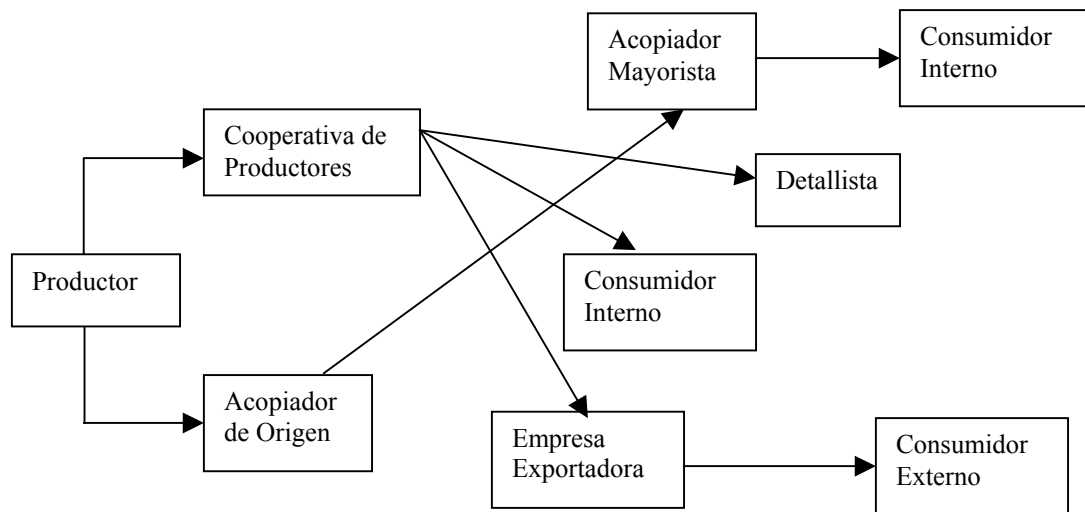 Acopiador
Mayorista
Consumidor
Interno
Cooperativa de
Productores
Detallista
Productor
Consumidor
Interno
Acopiador
de Origen
Empresa
Exportadora
Consumidor
Externo